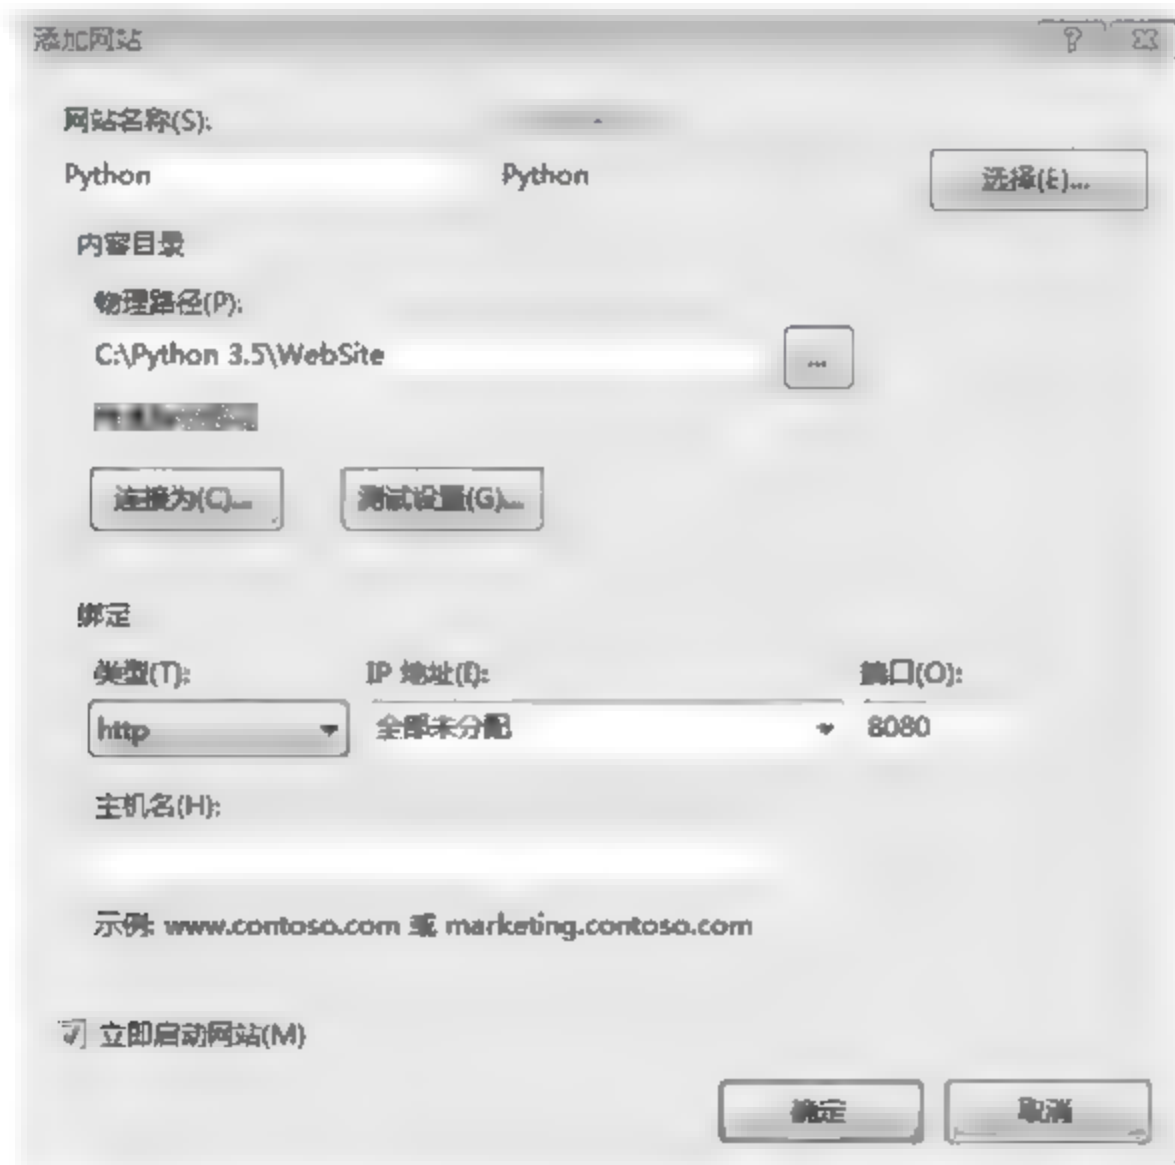 添加网站
网站名称(S):
Python Python 选择(E)...
内容目录
物理路径(P):
C:\Python 3.5\WebSite ...
连接为(C)... 测试设置(G)...
绑定
类型(T): IP 地址(I): 端口(O):
http 全部未分配 8080
主机名(H):
示例: www.contoso.com 或 marketing.contoso.com
立即启动网站(M)
确定 取消